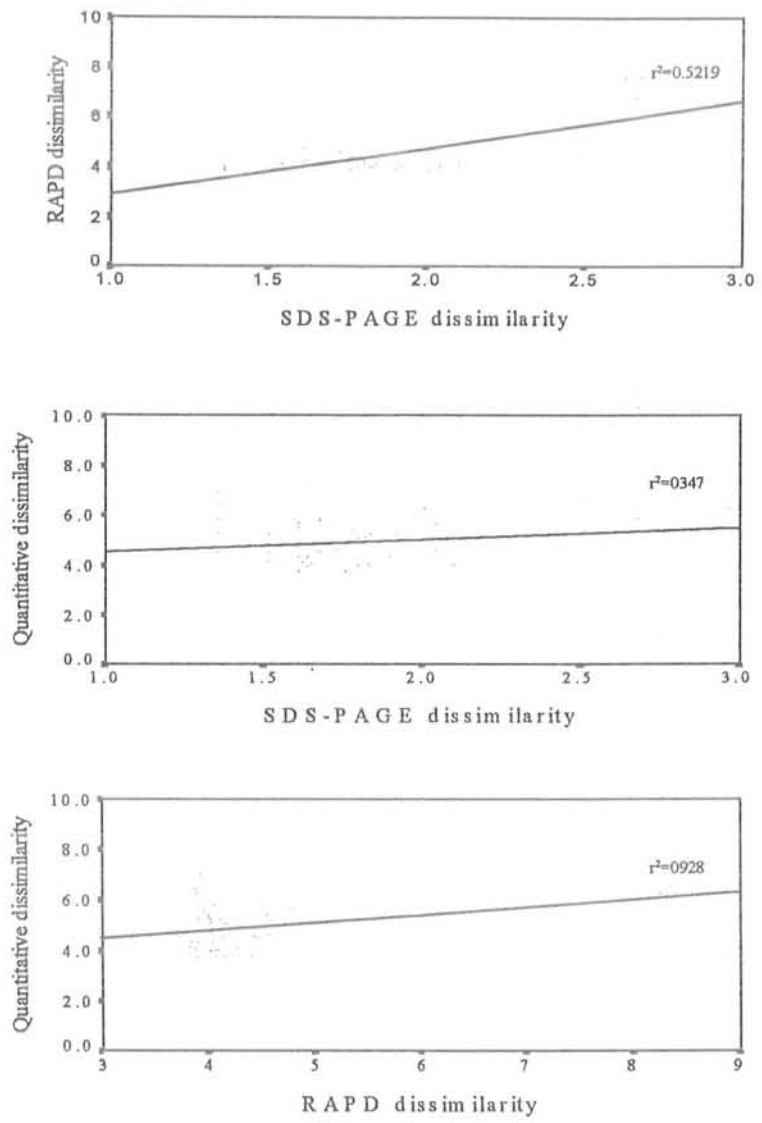 10
8
6
4
2
0
RAPD dissimilarity
r²=0.5219
1.0 1.5 2.0 2.5 3.0
SDS-PAGE dissimilarity
10.0
8.0
6.0
4.0
2.0
0.0
Quantitative dissimilarity
r²=0347
1.0 1.5 2.0 2.5 3.0
SDS-PAGE dissimilarity
10.0
8.0
6.0
4.0
2.0
0.0
Quantitative dissimilarity
r²=0928
3 4 5 6 7 8 9
RAPD dissimilarity